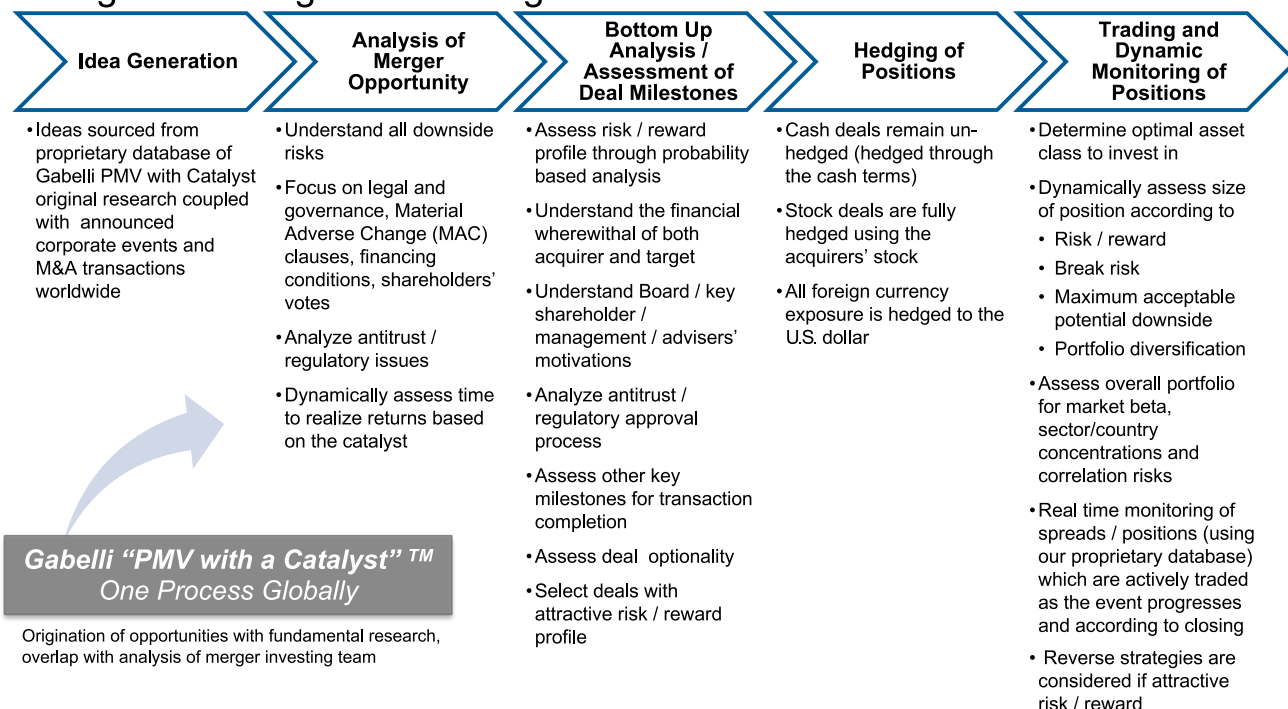 Idea Generation
Analysis of
Merger
Opportunity
Bottom Up
Analysis /
Assessment of
Deal Milestones
Hedging of
Positions
Trading and
Dynamic
Monitoring of
Positions
•Ideas sourced from
proprietary database of
Gabelli PMV with Catalyst
original research coupled
with announced
corporate events and
M&A transactions
worldwide
•Understand all downside
risks
•Focus on legal and
governance, Material
Adverse Change (MAC)
clauses, financing
conditions, shareholders’
votes
•Analyze antitrust /
regulatory issues
•Dynamically assess time
to realize returns based
on the catalyst
•Assess risk / reward
profile through probability
based analysis
•Understand the financial
wherewithal of both
acquirer and target
•Understand Board / key
shareholder /
management / advisers’
motivations
•Analyze antitrust /
regulatory approval
process
•Assess other key
milestones for transaction
completion
•Assess deal optionality
•Select deals with
attractive risk / reward
profile
•Cash deals remain un-
hedged (hedged through
the cash terms)
•Stock deals are fully
hedged using the
acquirers’ stock
•All foreign currency
exposure is hedged to the
U.S. dollar
•Determine optimal asset
class to invest in
•Dynamically assess size
of position according to
• Risk / reward
• Break risk
• Maximum acceptable
potential downside
• Portfolio diversification
•Assess overall portfolio
for market beta,
sector/country
concentrations and
correlation risks
•Real time monitoring of
spreads / positions (using
our proprietary database)
which are actively traded
as the event progresses
and according to closing
• Reverse strategies are
considered if attractive
risk / reward
Gabelli “PMV with a Catalyst” ™
One Process Globally
Origination of opportunities with fundamental research,
overlap with analysis of merger investing team